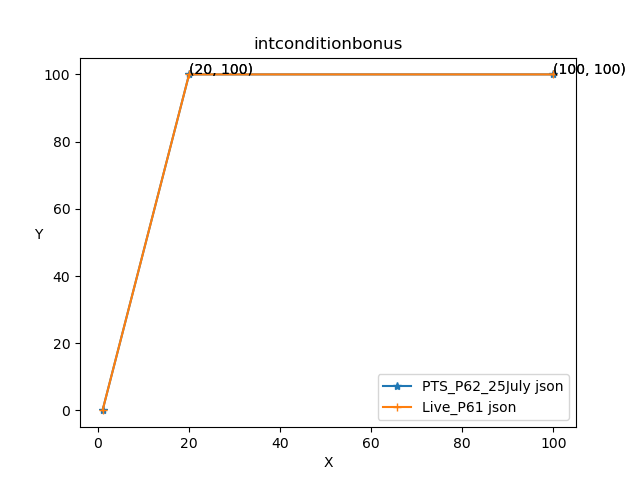 intconditionbonus
(20, 100)
(100, 100)
100
80
60
40
20
0
Y
0 20 40 60 80 100
X
PTS_P62_25July json
Live_P61 json